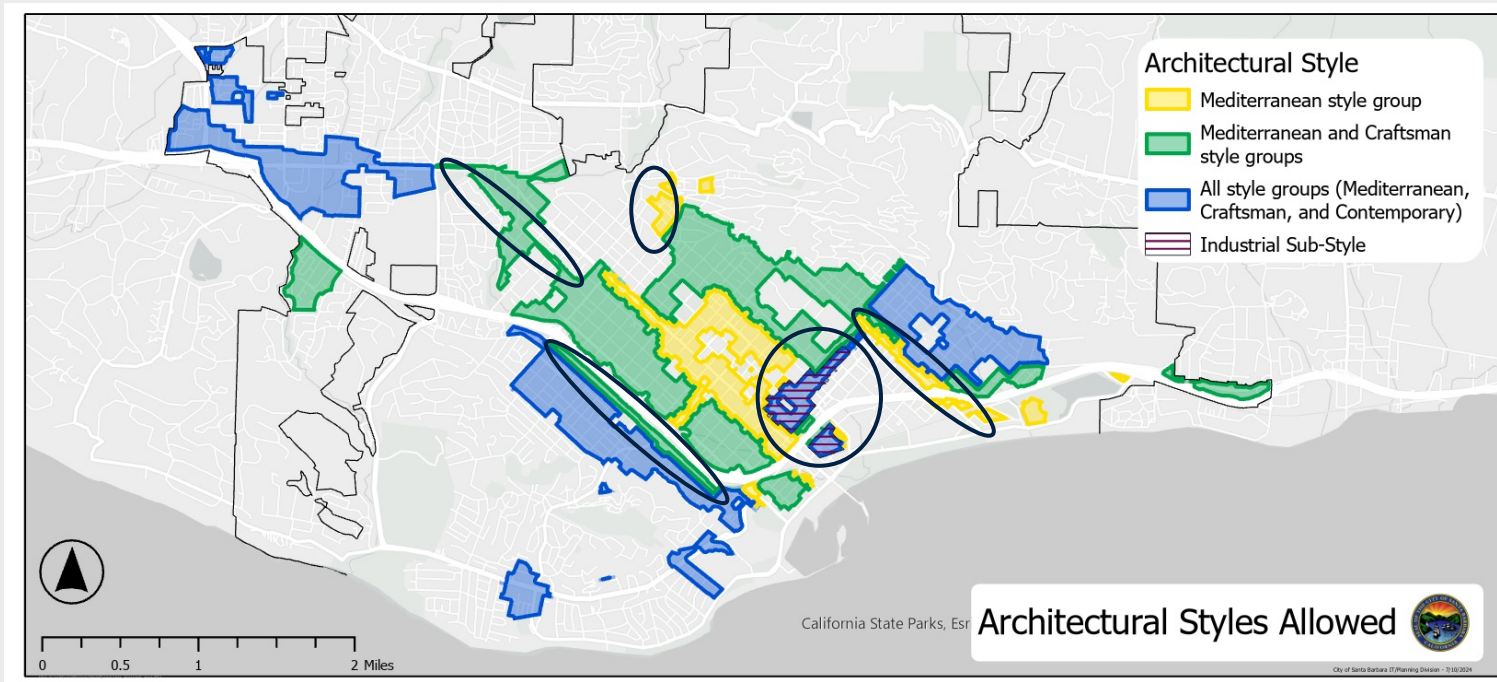 Architectural Style
Mediterranean style group
Mediterranean and Craftsman
style groups
All style groups (Mediterranean,
Craftsman, and Contemporary)
Industrial Sub-Style
California State Parks, Esr
Architectural Styles Allowed
0 0.5 1 2 Miles
City of Santa Barbara IT/Planning Division - 7/10/2024